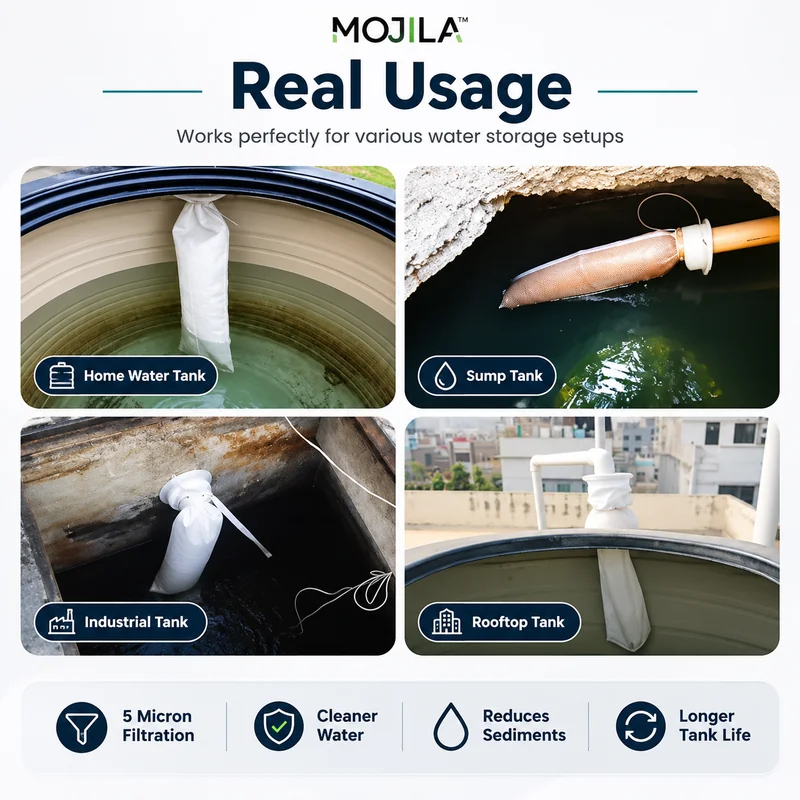 MOJILA™
Real Usage
Works perfectly for various water storage setups
Home Water Tank
Sump Tank
Industrial Tank
Rooftop Tank
5 Micron
Filtration
Cleaner
Water
Reduces
Sediments
Longer
Tank Life